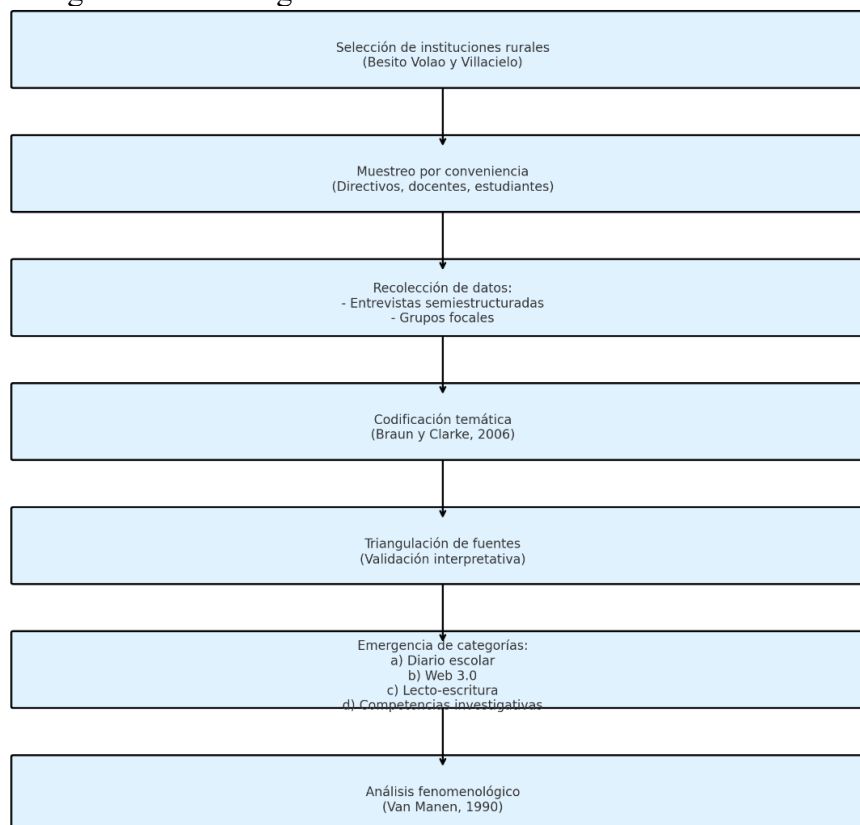 Selección de instituciones rurales
(Besito Volao y Villacielo)
Muestreo por conveniencia
(Directivos, docentes, estudiantes)
Recolección de datos:
- Entrevistas semiestructuradas
- Grupos focales
Codificación temática
(Braun y Clarke, 2006)
Triangulación de fuentes
(Validación interpretativa)
Emergencia de categorías:
a) Diario escolar
b) Web 3.0
c) Lecto-escritura
d) Competencias investigativas
Análisis fenomenológico
(Van Manen, 1990)